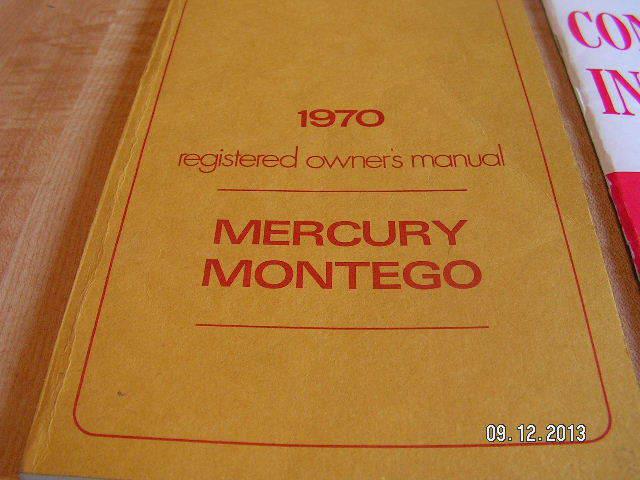 1970
registered owner's manual
MERCURY
MONTEGO
09.12.2013